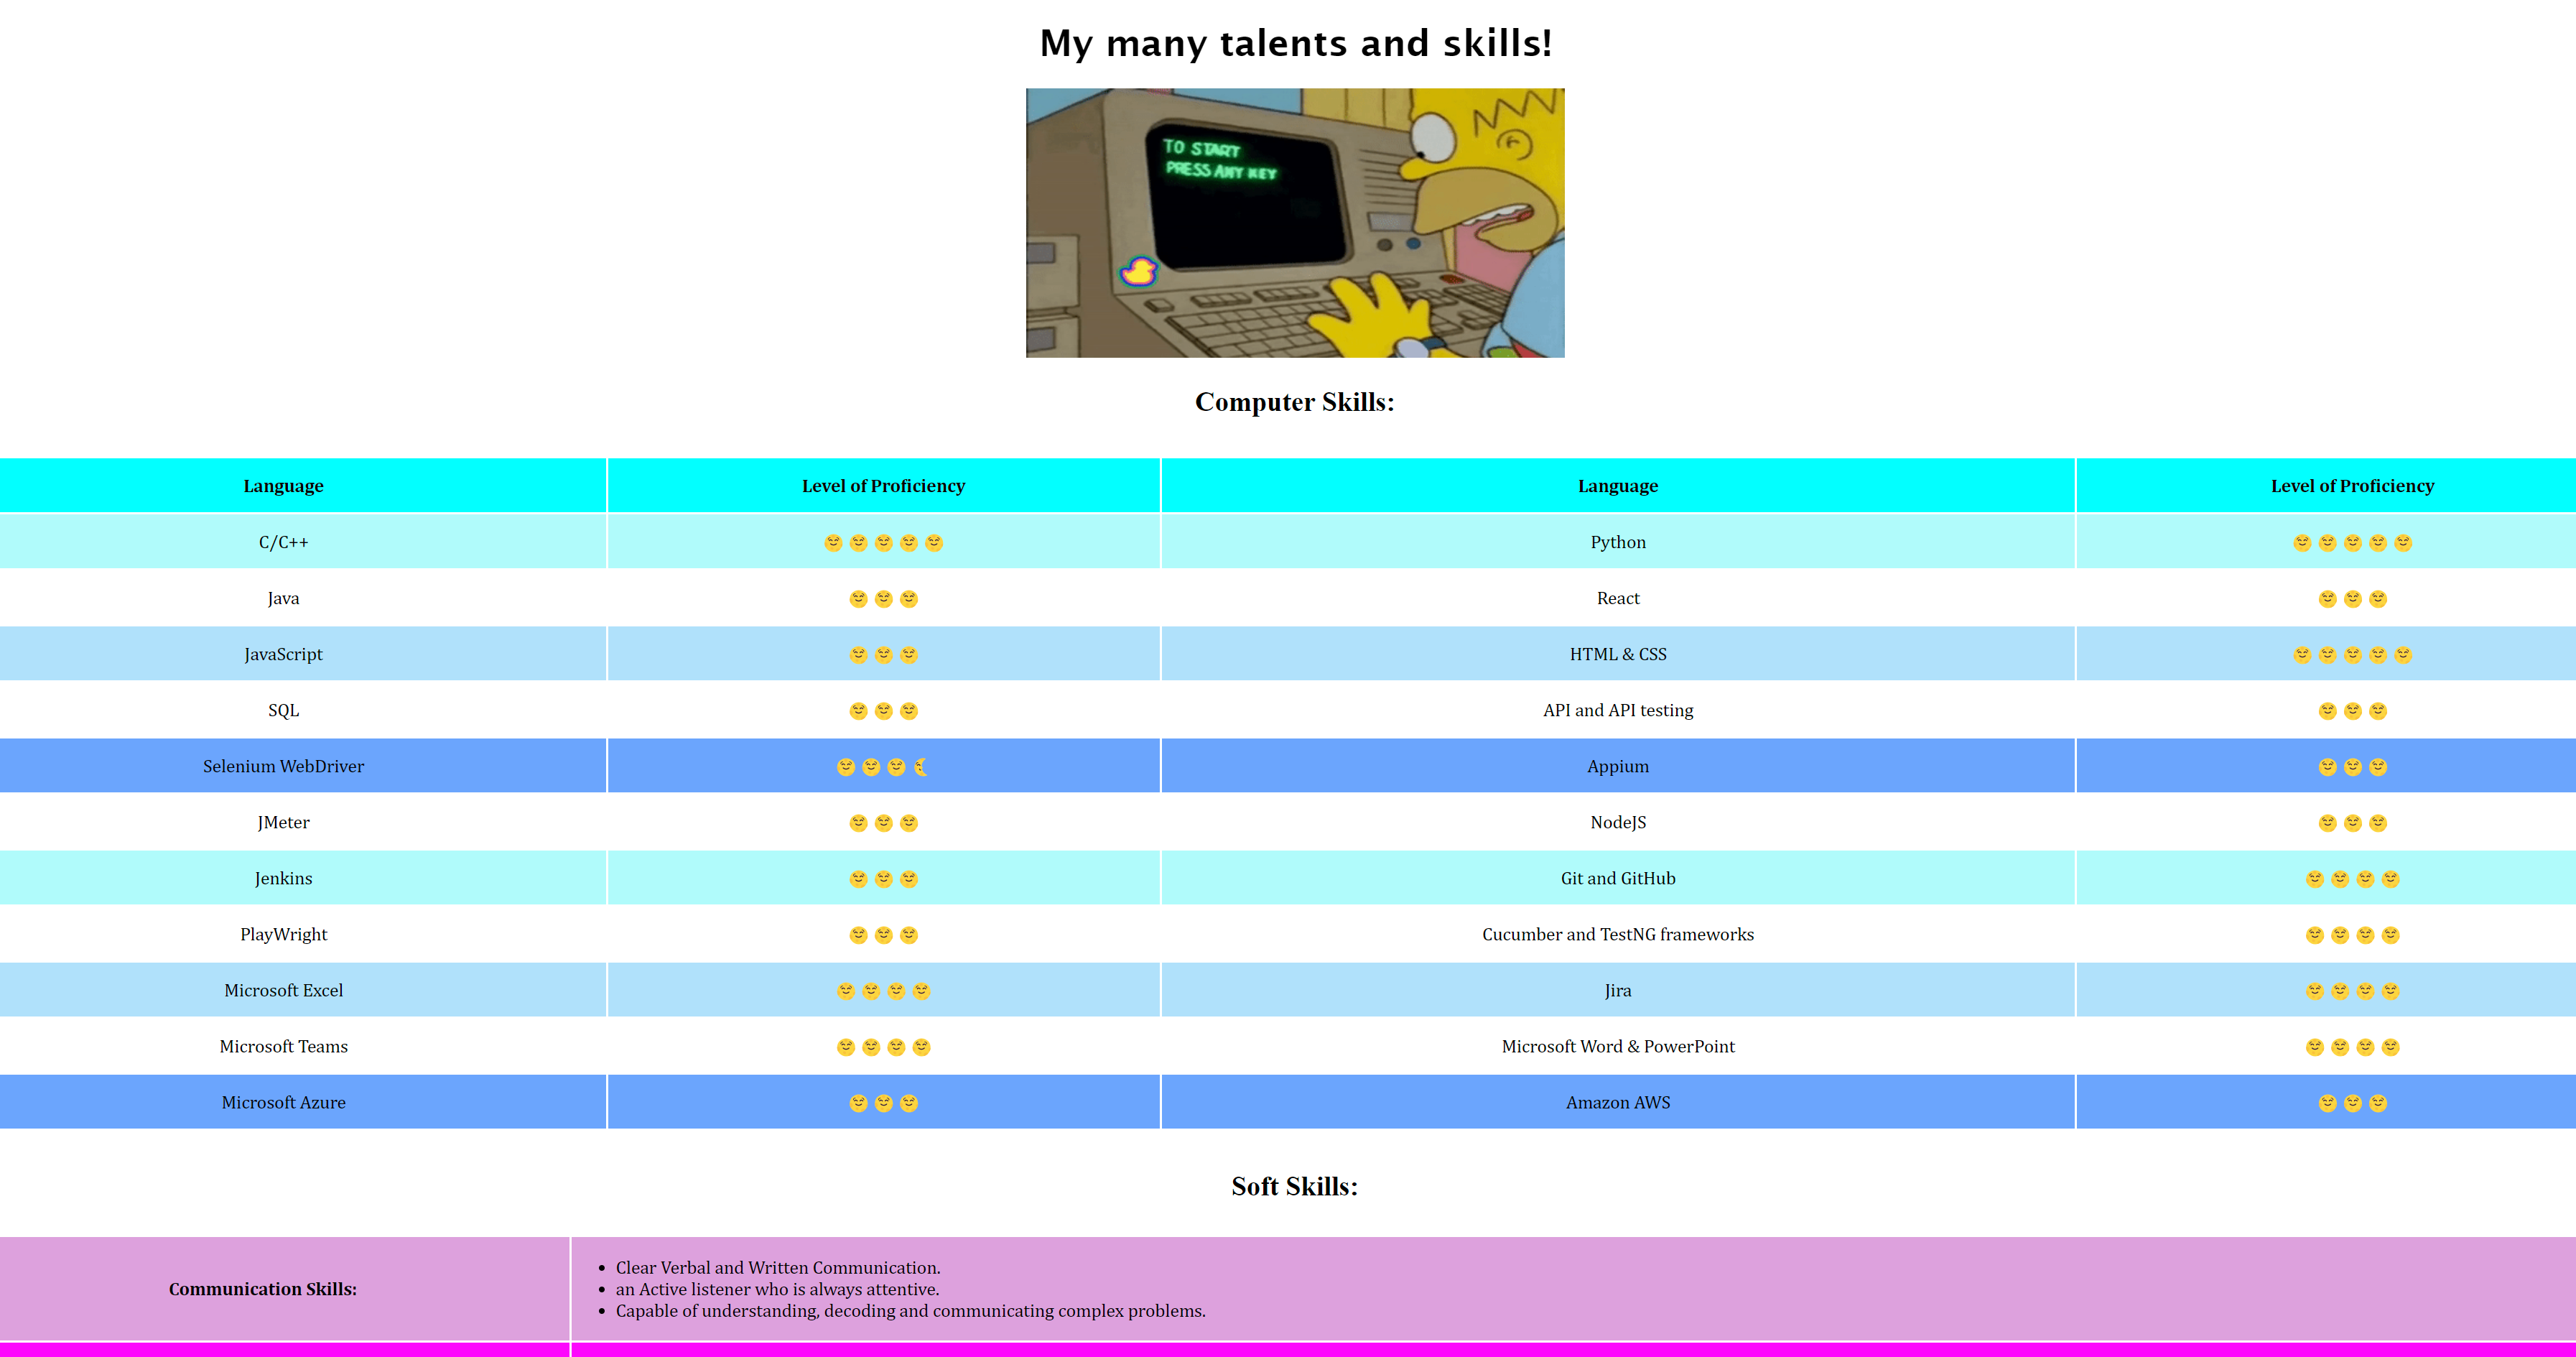 My many talents and skills!
TO START
PRESS ANY KEY
Computer Skills:
Language Level of Proficiency Language Level of Proficiency
C/C++ Python
Java React
JavaScript HTML & CSS
SQL API and API testing
Selenium WebDriver Appium
JMeter NodeJS
Jenkins Git and GitHub
PlayWright Cucumber and TestNG frameworks
Microsoft Excel Jira
Microsoft Teams Microsoft Word & PowerPoint
Microsoft Azure Amazon AWS
Soft Skills:
Communication Skills:
• Clear Verbal and Written Communication.
• an Active listener who is always attentive.
• Capable of understanding, decoding and communicating complex problems.